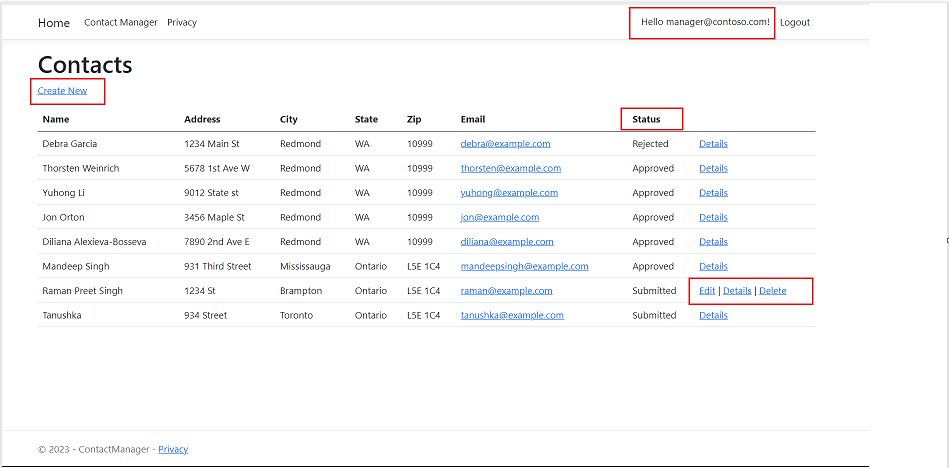 Home Contact Manager Privacy Hello manager@contoso.com! Logout
Contacts
Create New
Name Address City State Zip Email Status
Debra Garcia 1234 Main St Redmond WA 10999 debra@example.com Rejected Details
Thorsten Weinrich 5678 1st Ave W Redmond WA 10999 thorsten@example.com Approved Details
Yuhong Li 9012 State st Redmond WA 10999 yuhong@example.com Approved Details
Jon Orton 3456 Maple St Redmond WA 10999 jon@example.com Approved Details
Diliana Alexieva-Bosseva 7890 2nd Ave E Redmond WA 10999 diliana@example.com Approved Details
Mandeep Singh 931 Third Street Mississauga Ontario L5E 1C4 mandeepsingh@example.com Approved Details
Raman Preet Singh 1234 St Brampton Ontario L5E 1C4 raman@example.com Submitted Edit | Details | Delete
Tanushka 934 Street Toronto Ontario L5E 1C4 tanushka@example.com Submitted Details
© 2023 - ContactManager - Privacy